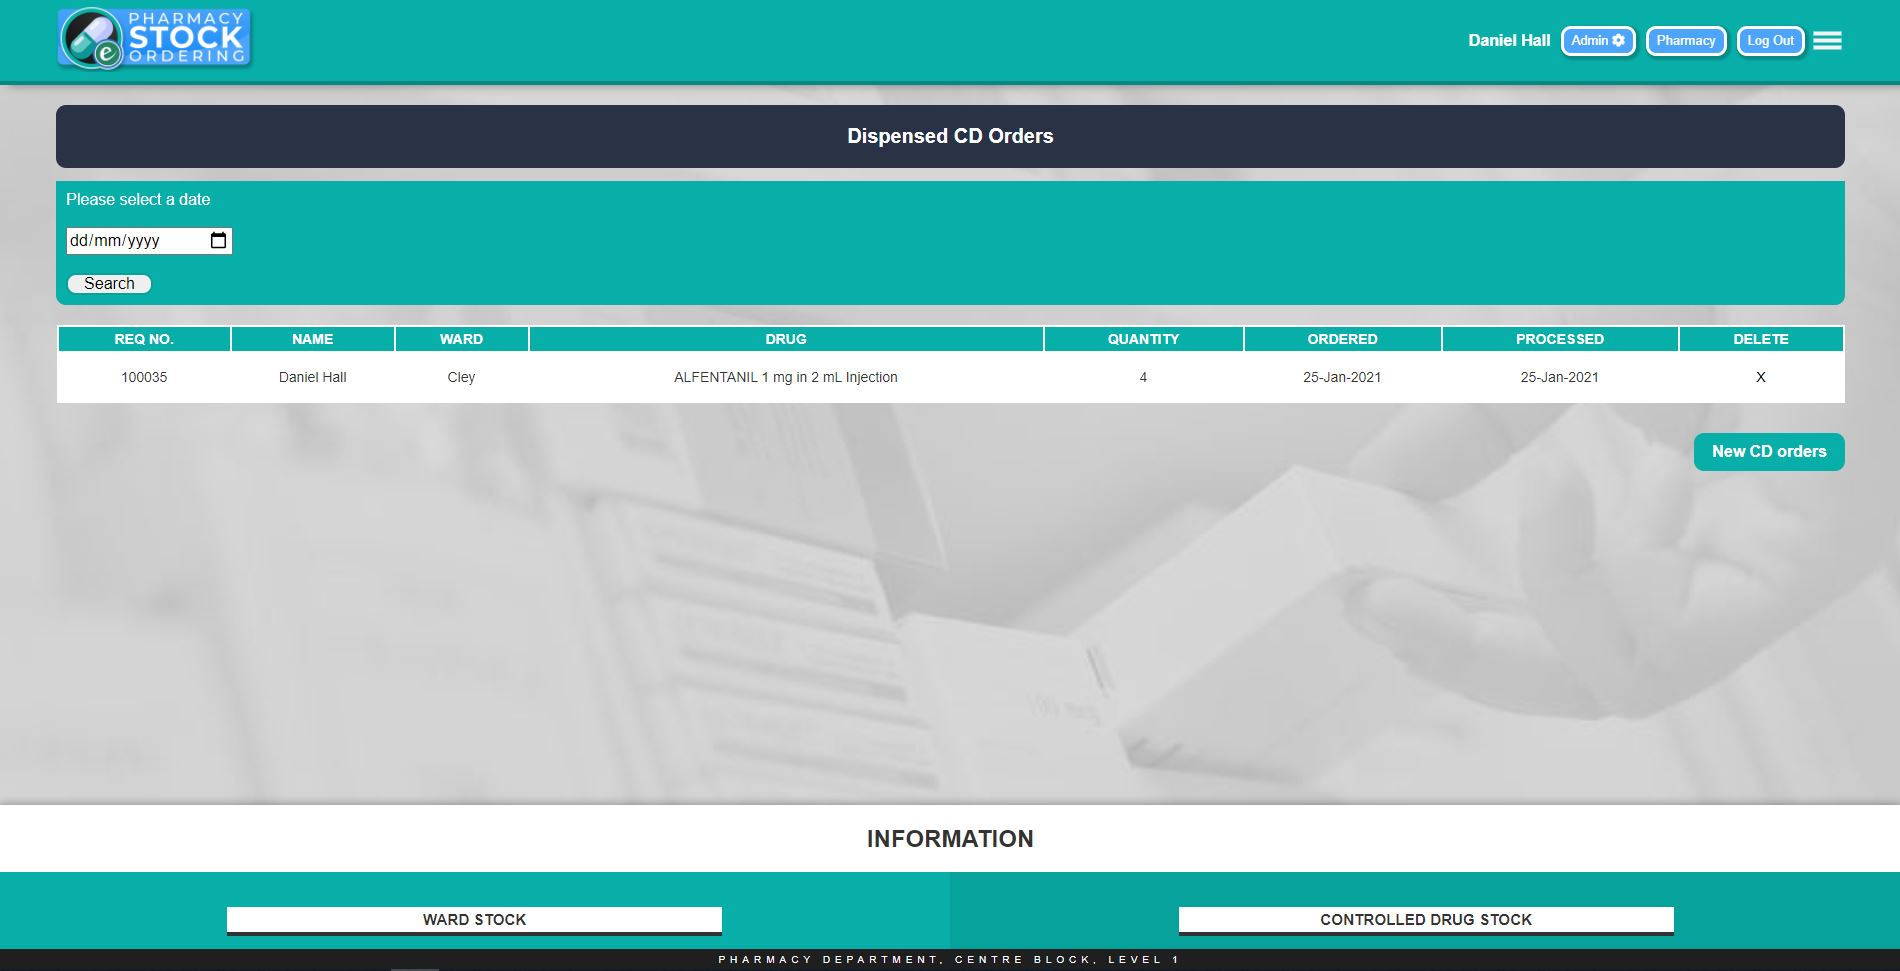 PHARMACY
STOCK
e ORDERING
Daniel Hall Admin Pharmacy Log Out
Dispensed CD Orders
Please select a date
dd/mm/yyyy
Search
REQ NO. NAME WARD DRUG QUANTITY ORDERED PROCESSED DELETE
100035 Daniel Hall Cley ALFENTANIL 1 mg in 2 mL Injection 4 25-Jan-2021 25-Jan-2021 X
New CD orders
INFORMATION
WARD STOCK CONTROLLED DRUG STOCK
PHARMACY DEPARTMENT, CENTRE BLOCK, LEVEL 1